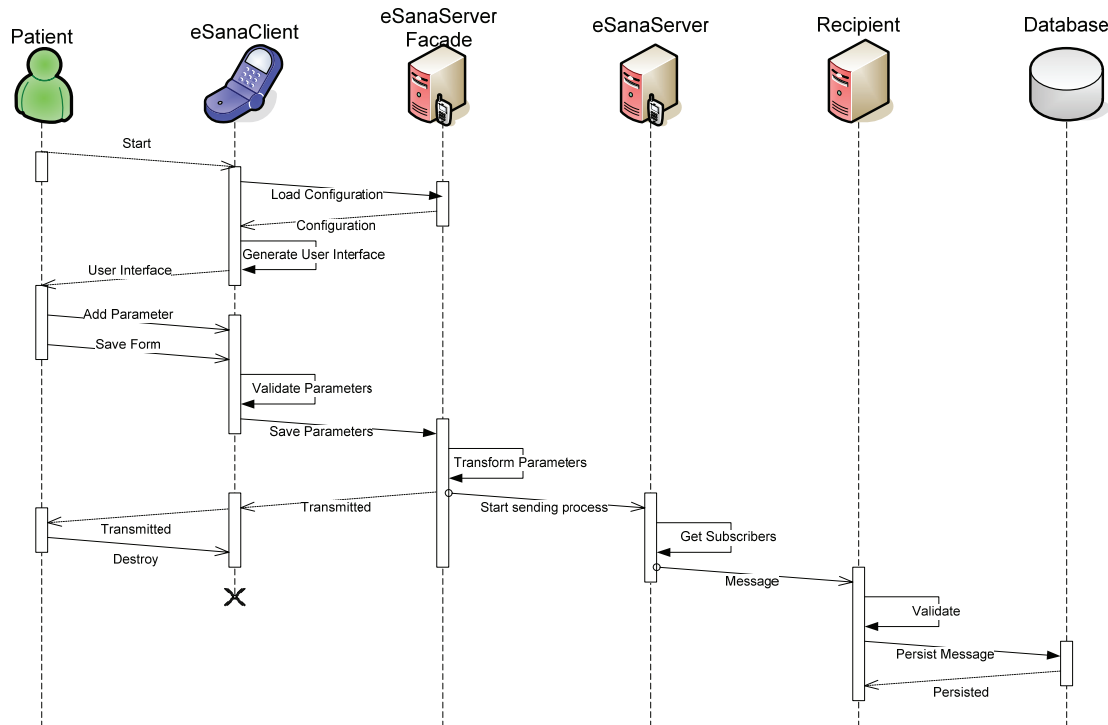 Patient
eSanaClient
eSanaServer
Facade
eSanaServer
Recipient
Database
Start
Load Configuration
Configuration
Generate User Interface
User Interface
Add Parameter
Save Form
Validate Parameters
Save Parameters
Transform Parameters
Transmitted
Start sending process
Transmitted
Get Subscribers
Destroy
Message
Validate
Persist Message
Persisted